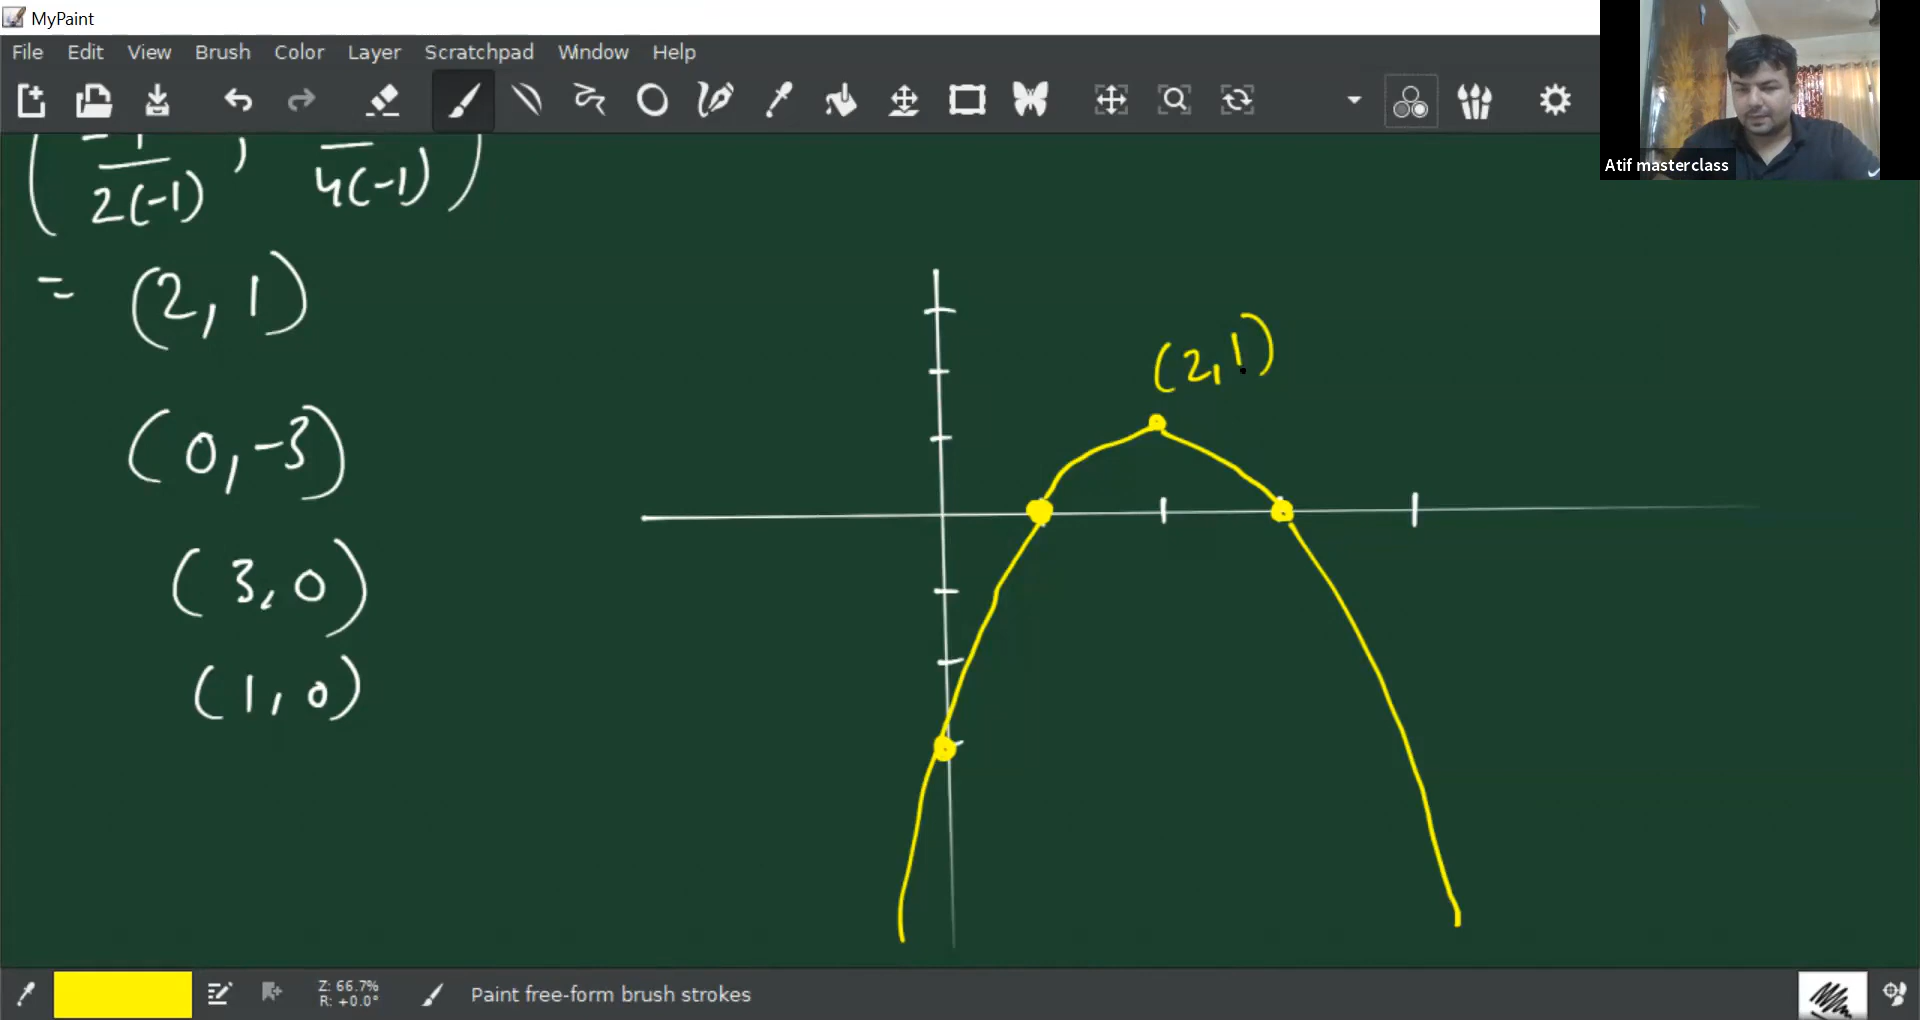 MyPaint
File Edit View Brush Color Layer Scratchpad Window Help
Atif masterclass
2(-1) , 4(-1)
= (2, 1)
(0, -3)
(3, 0)
(1, 0)
(2, 1)
Z: 66.7%
R: +0.0°
Paint free-form brush strokes